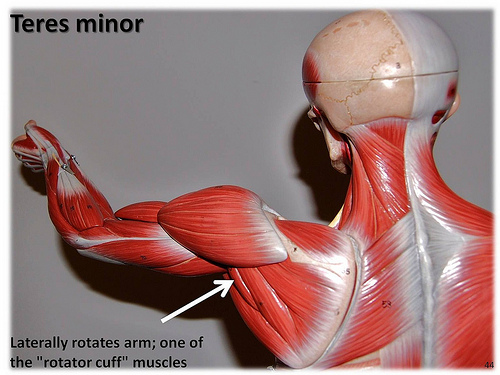 Teres minor
Laterally rotates arm; one of
the "rotator cuff" muscles
44